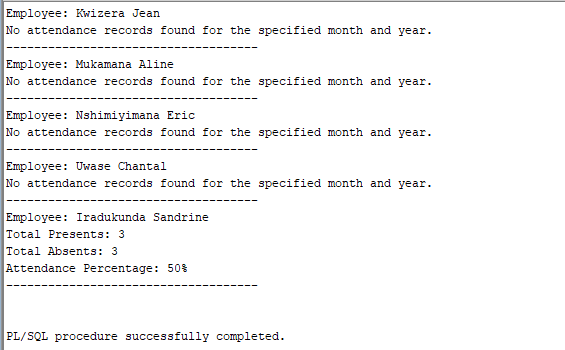 Employee: Kwizera Jean
No attendance records found for the specified month and year.
------------------------------------
Employee: Mukamana Aline
No attendance records found for the specified month and year.
------------------------------------
Employee: Nshimiyimana Eric
No attendance records found for the specified month and year.
------------------------------------
Employee: Uwase Chantal
No attendance records found for the specified month and year.
------------------------------------
Employee: Iradukunda Sandrine
Total Presents: 3
Total Absents: 3
Attendance Percentage: 50%
------------------------------------
PL/SQL procedure successfully completed.